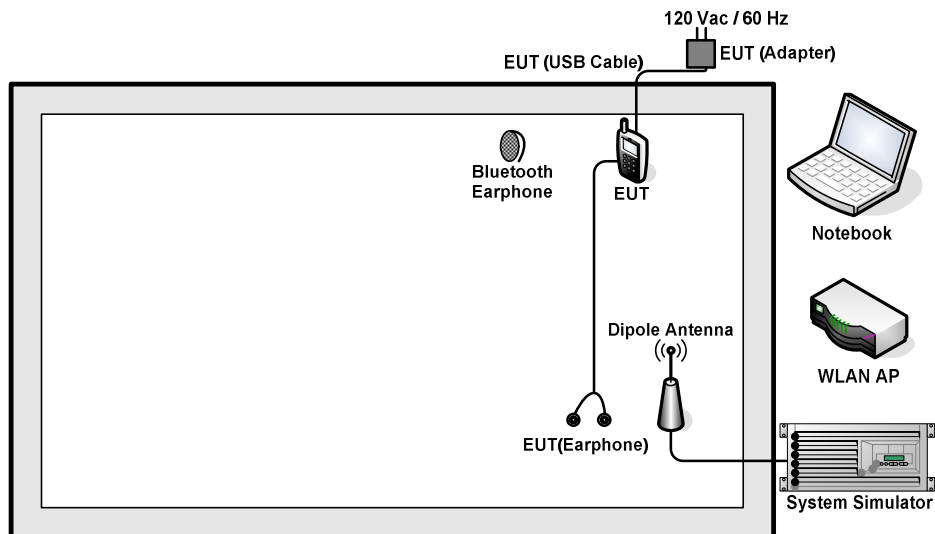 120 Vac / 60 Hz
EUT (USB Cable)
EUT (Adapter)
Bluetooth
Earphone
EUT
Notebook
Dipole Antenna
WLAN AP
EUT(Earphone)
System Simulator